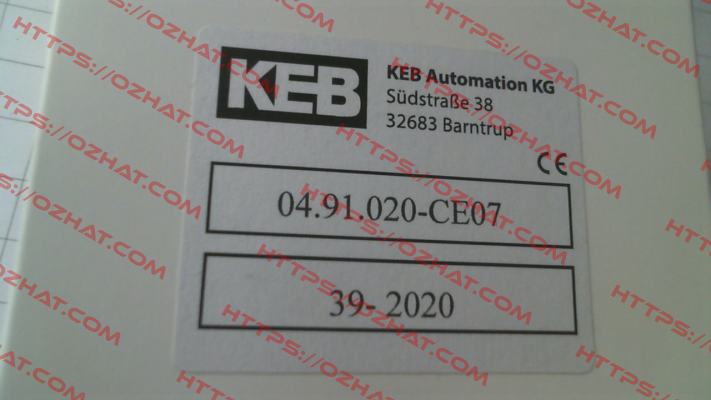 KEB
KEB Automation KG
Südstraße 38
32683 Barntrup
CE
04.91.020-CE07
39- 2020
HTTPS://OZHAT.COM